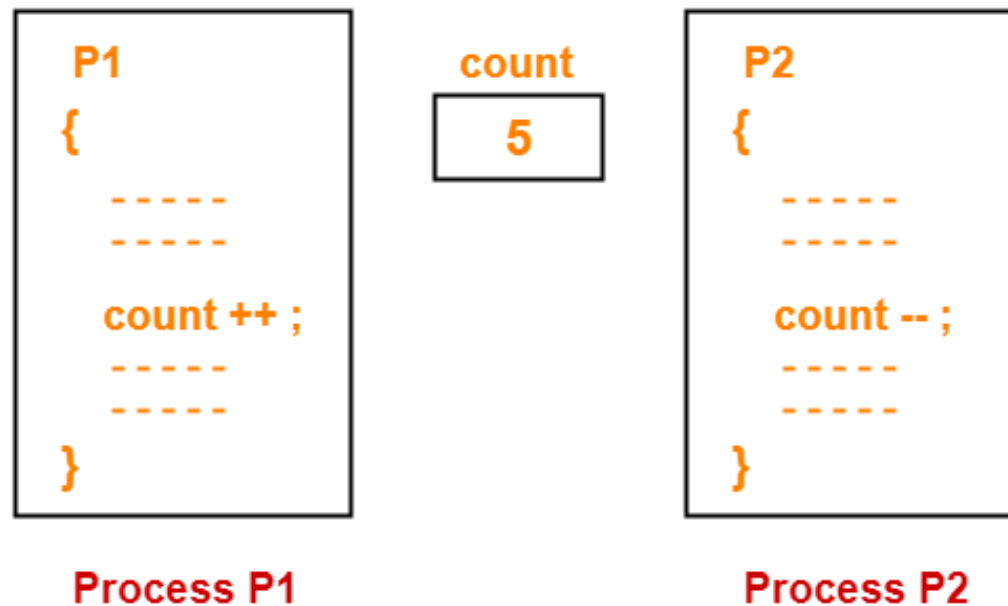 P1
{
- - - - -
- - - - -
count ++ ;
- - - - -
- - - - -
}
Process P1
count
5
P2
{
- - - - -
- - - - -
count -- ;
- - - - -
- - - - -
}
Process P2